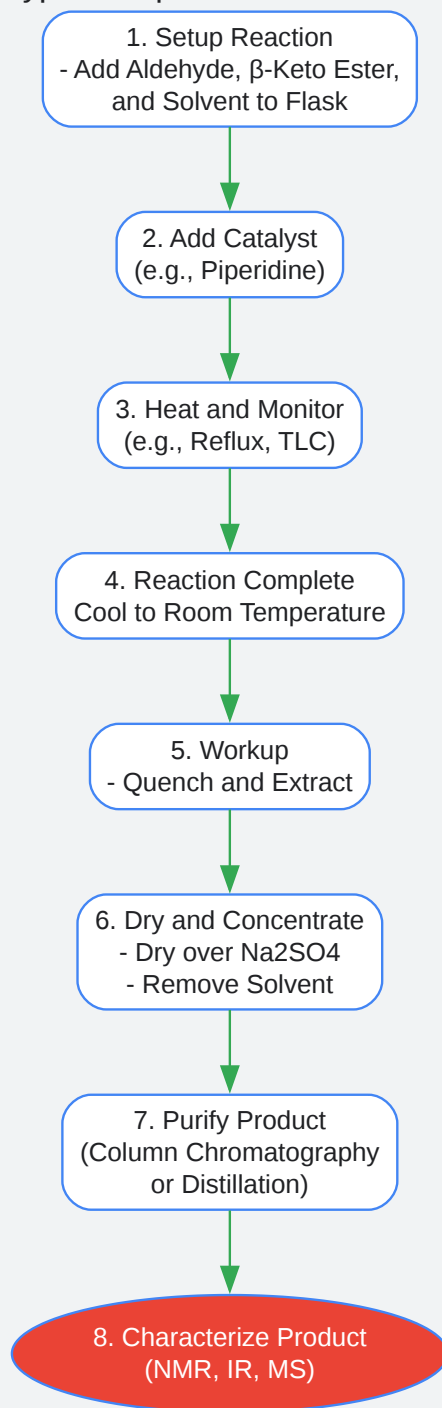 1. Setup Reaction
- Add Aldehyde, β-Keto Ester,
and Solvent to Flask
2. Add Catalyst
(e.g., Piperidine)
3. Heat and Monitor
(e.g., Reflux, TLC)
4. Reaction Complete
Cool to Room Temperature
5. Workup
- Quench and Extract
6. Dry and Concentrate
- Dry over Na2SO4
- Remove Solvent
7. Purify Product
(Column Chromatography
or Distillation)
8. Characterize Product
(NMR, IR, MS)